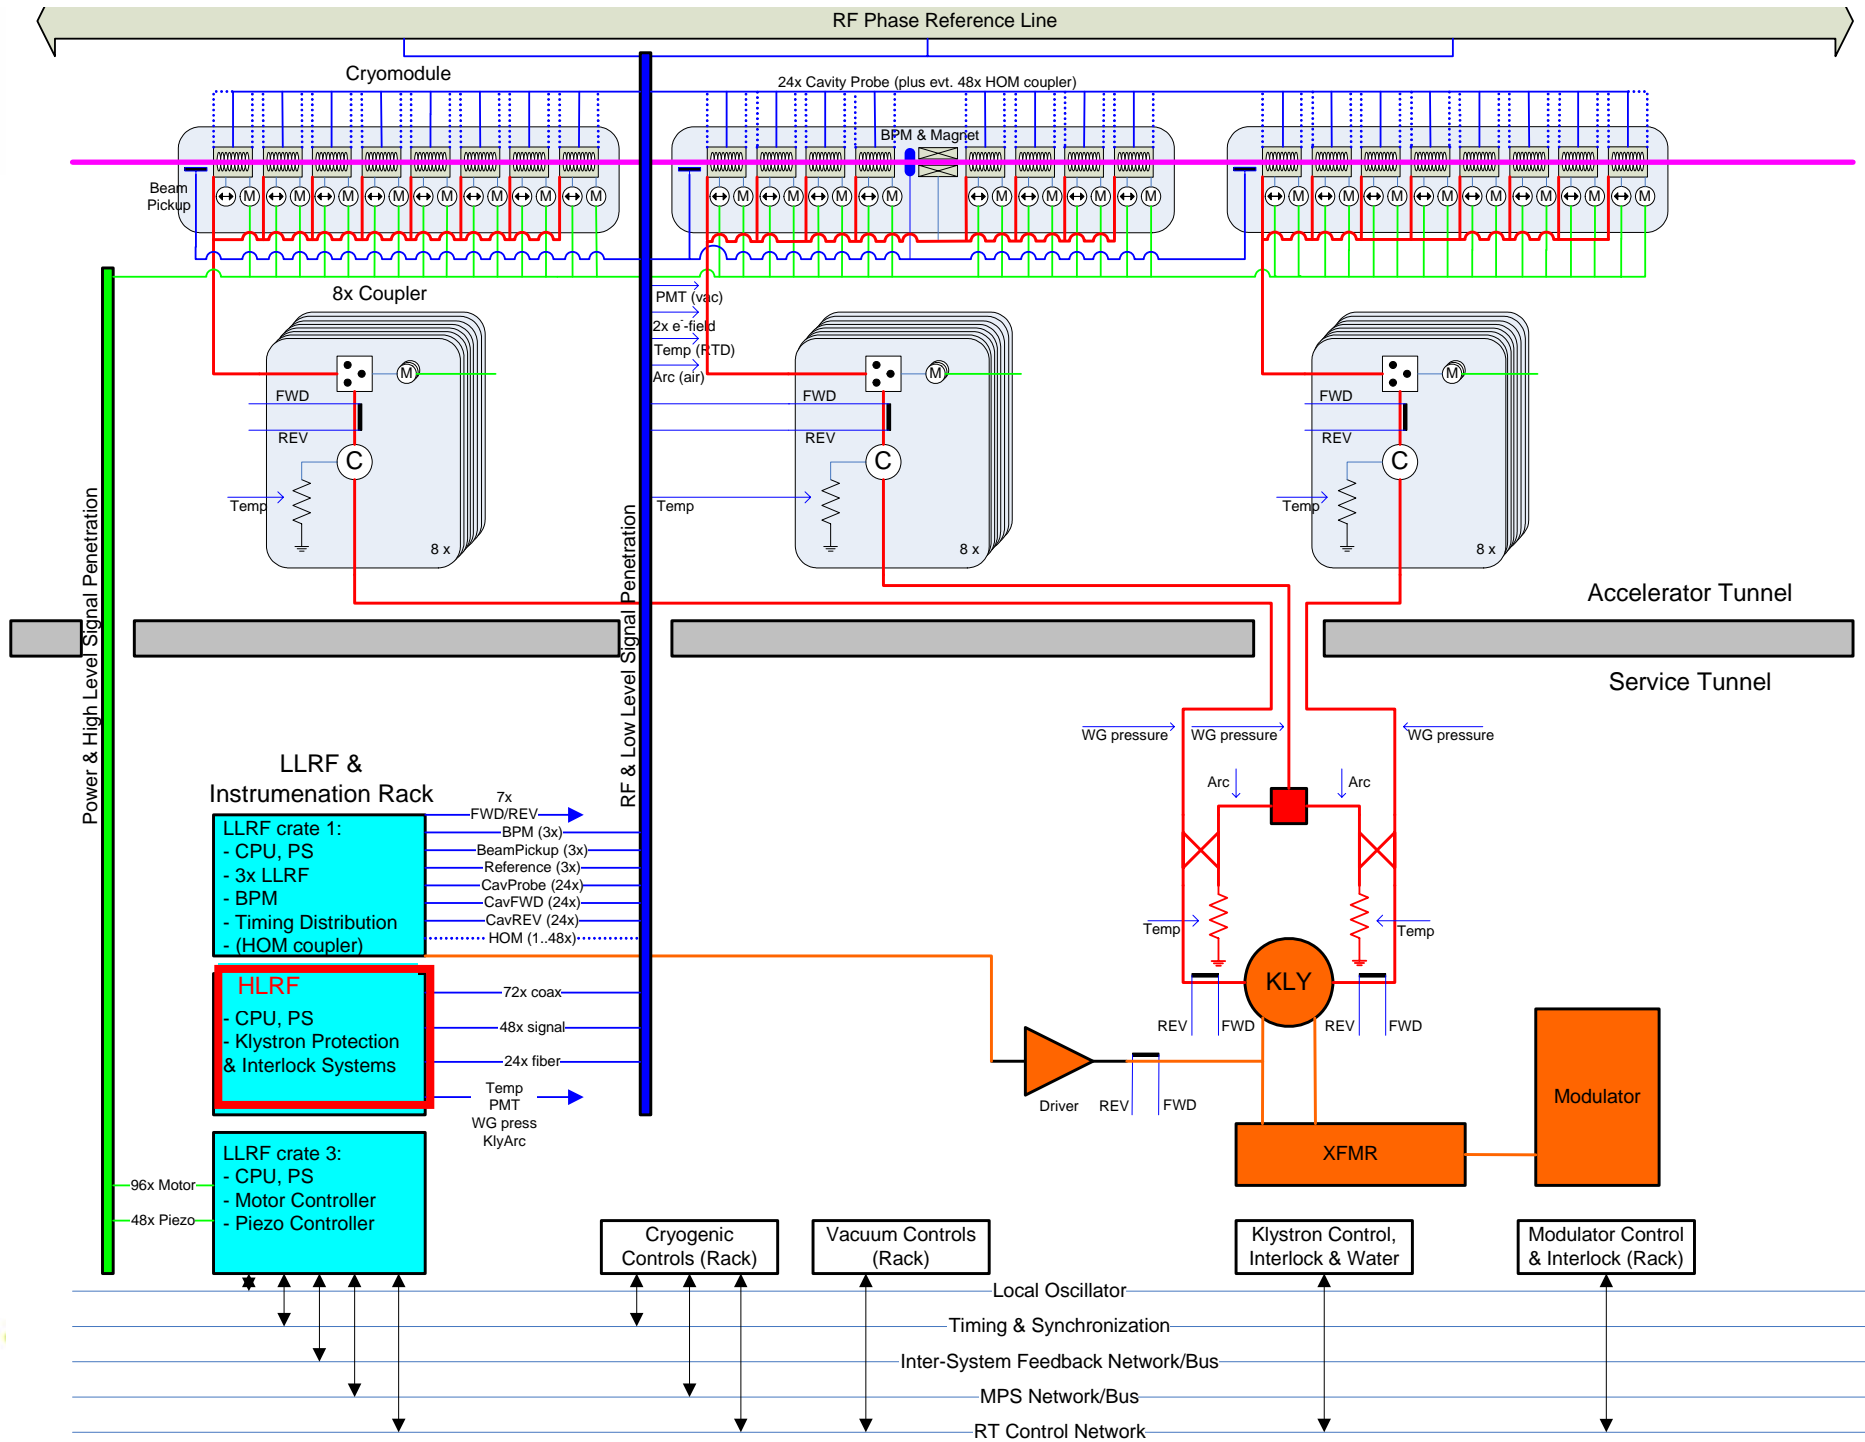 RF Phase Reference Line
Cryomodule
24x Cavity Probe (plus evt. 48x HOM coupler)
BPM & Magnet
Beam
Pickup
M M M M M M M M
M M M M M M M M
M M M M M M M M
8x Coupler
PMT (vac)
2x e⁻-field
Temp (RTD)
Arc (air)
M
FWD
REV
C
Temp
8 x
M
FWD
REV
C
Temp
8 x
M
FWD
REV
C
Temp
8 x
Power & High Level Signal Penetration
RF & Low Level Signal Penetration
Accelerator Tunnel
Service Tunnel
WG pressure
WG pressure
WG pressure
Arc
Arc
Temp
Temp
KLY
REV
FWD
REV
FWD
LLRF &
Instrumenation Rack
LLRF crate 1:
- CPU, PS
- 3x LLRF
- BPM
- Timing Distribution
- (HOM coupler)
7x
FWD/REV
BPM (3x)
BeamPickup (3x)
Reference (3x)
CavProbe (24x)
CavFWD (24x)
CavREV (24x)
HOM (1..48x)
HLRF
- CPU, PS
- Klystron Protection
& Interlock Systems
72x coax
48x signal
24x fiber
Temp
PMT
WG press
KlyArc
Driver
REV
FWD
XFMR
Modulator
LLRF crate 3:
- CPU, PS
- Motor Controller
- Piezo Controller
96x Motor
48x Piezo
Cryogenic
Controls (Rack)
Vacuum Controls
(Rack)
Klystron Control,
Interlock & Water
Modulator Control
& Interlock (Rack)
Local Oscillator
Timing & Synchronization
Inter-System Feedback Network/Bus
MPS Network/Bus
RT Control Network